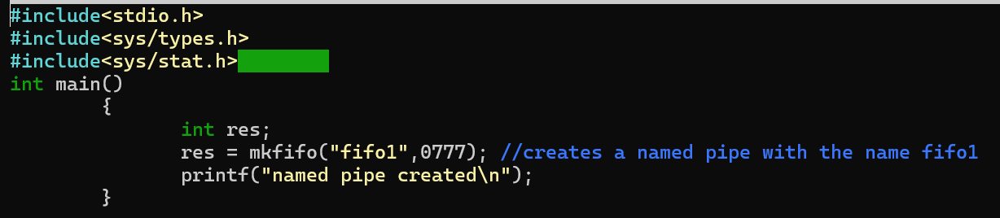 #include<stdio.h>
#include<sys/types.h>
#include<sys/stat.h>
int main()
{
int res;
res = mkfifo("fifo1",0777); //creates a named pipe with the name fifo1
printf("named pipe created\n");
}